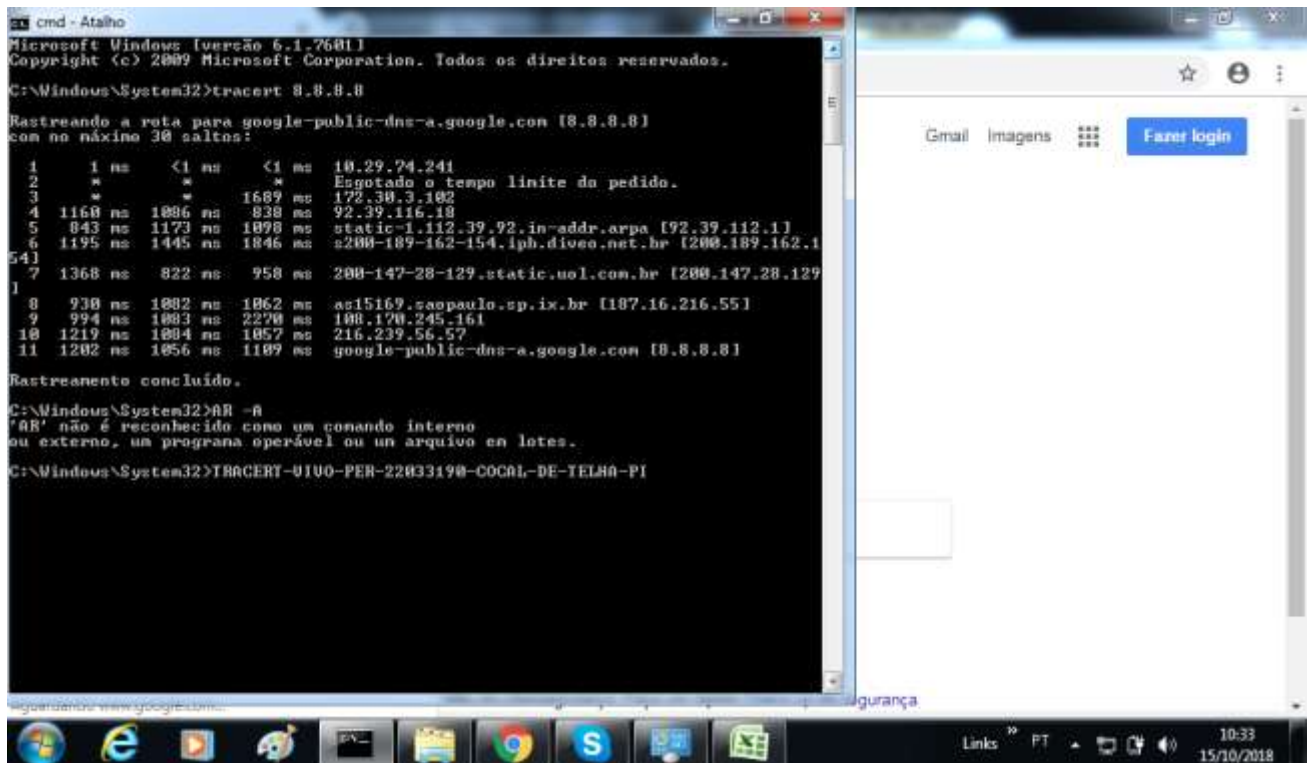 cmd - Atalho
Microsoft Windows [versão 6.1.7601]
Copyright (c) 2009 Microsoft Corporation. Todos os direitos reservados.
C:\Windows\System32>tracert 8.8.8.8
Rastreando a rota para google-public-dns-a.google.com [8.8.8.8]
com no máximo 30 saltos:
1 1 ms <1 ms <1 ms 10.29.74.241
2 * * * Esgotado o tempo limite do pedido.
3 * * 1689 ms 172.30.3.102
4 1160 ms 1086 ms 838 ms 92.39.116.18
5 843 ms 1173 ms 1098 ms static-1.112.39.92.in-addr.arpa [92.39.112.1]
6 1195 ms 1445 ms 1846 ms s200-189-162-154.ipb.diveo.net.br [200.189.162.1
54]
7 1368 ms 822 ms 958 ms 200-147-28-129.static.uol.com.br [200.147.28.129
]
8 930 ms 1082 ms 1062 ms as15169.saopaulo.sp.ix.br [187.16.216.55]
9 994 ms 1083 ms 2270 ms 108.170.245.161
10 1219 ms 1084 ms 1057 ms 216.239.56.57
11 1202 ms 1056 ms 1109 ms google-public-dns-a.google.com [8.8.8.8]
Rastreamento concluído.
C:\Windows\System32>AR -A
'AR' não é reconhecido como um comando interno
ou externo, um programa operável ou um arquivo em lotes.
C:\Windows\System32>TRACERT-VIVO-PER-22033190-COCAL-DE-TELHA-PI
Gmail Imagens Fazer login
Aguardando www.google.com...
gurança
Links PT
10:33
15/10/2018